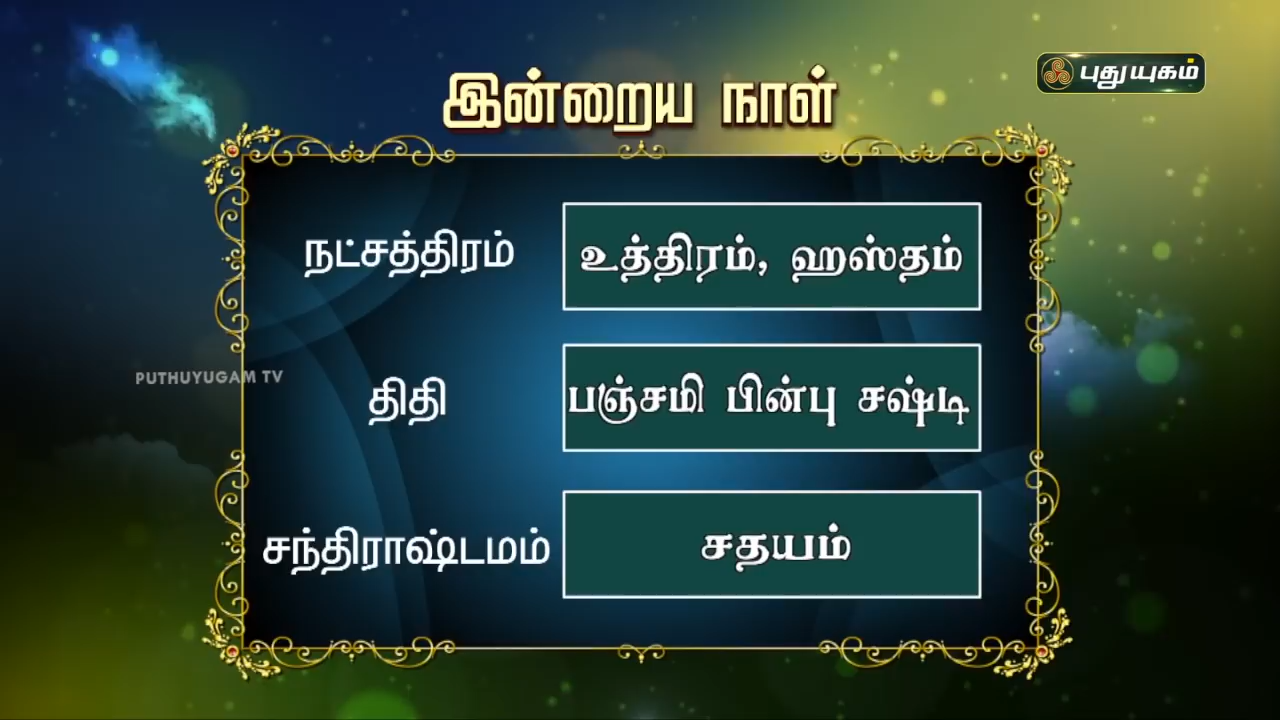 புதுயுகம்
இன்றைய நாள்
நட்சத்திரம் உத்திரம், ஹஸ்தம்
PUTHUYUGAM TV
திதி பஞ்சமி பின்பு சஷ்டி
சந்திராஷ்டமம் சதயம்